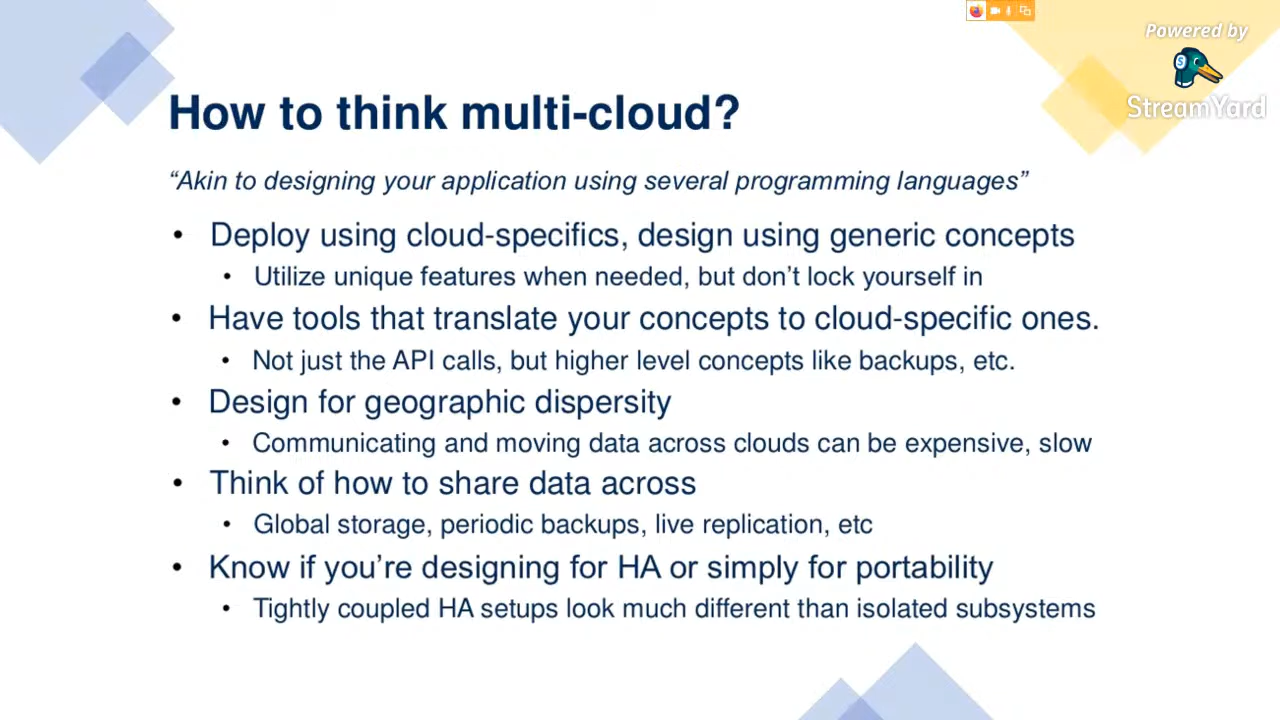 Powered by
StreamYard
How to think multi-cloud?
“Akin to designing your application using several programming languages”
• Deploy using cloud-specifics, design using generic concepts
• Utilize unique features when needed, but don’t lock yourself in
• Have tools that translate your concepts to cloud-specific ones.
• Not just the API calls, but higher level concepts like backups, etc.
• Design for geographic dispersity
• Communicating and moving data across clouds can be expensive, slow
• Think of how to share data across
• Global storage, periodic backups, live replication, etc
• Know if you’re designing for HA or simply for portability
• Tightly coupled HA setups look much different than isolated subsystems